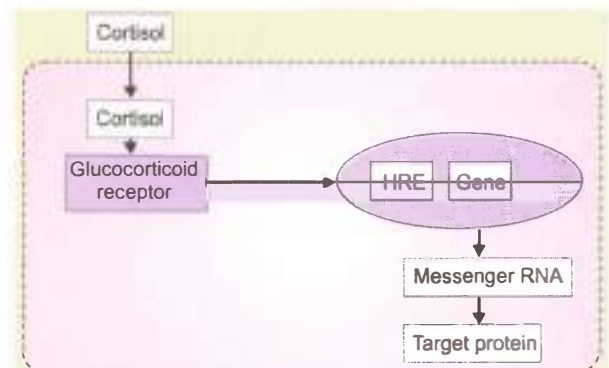 Cortisol
Cortisol
Glucocorticoid
receptor
HRE Gene
Messenger RNA
Target protein